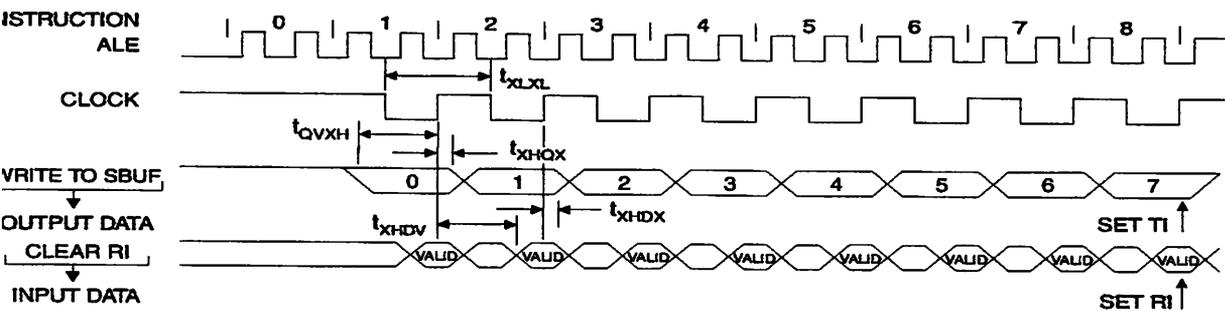 NSTRUCTION 0 1 2 3 4 5 6 7 8
ALE
tXLXL
CLOCK
tQVXH
tXHQX
WRITE TO SBUF 0 1 2 3 4 5 6 7
tXHDV tXHDX
OUTPUT DATA SET TI
CLEAR RI VALID VALID VALID VALID VALID VALID VALID VALID
INPUT DATA SET RI